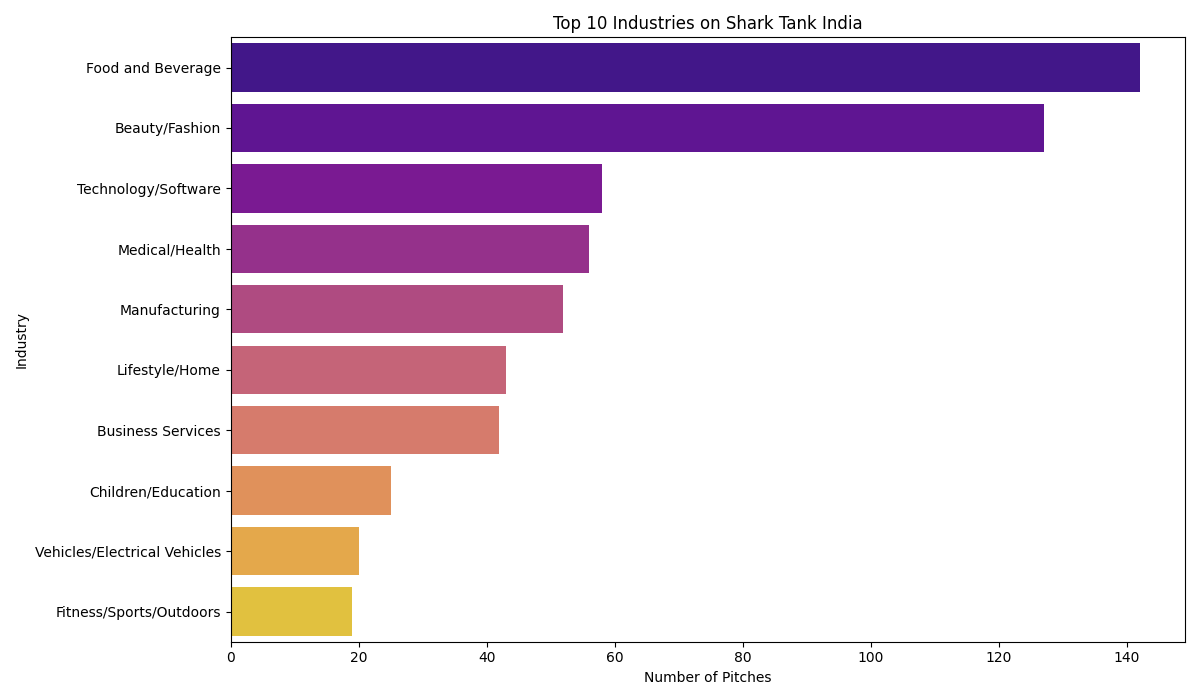 Top 10 Industries on Shark Tank India
Industry
Food and Beverage
Beauty/Fashion
Technology/Software
Medical/Health
Manufacturing
Lifestyle/Home
Business Services
Children/Education
Vehicles/Electrical Vehicles
Fitness/Sports/Outdoors
0 20 40 60 80 100 120 140
Number of Pitches